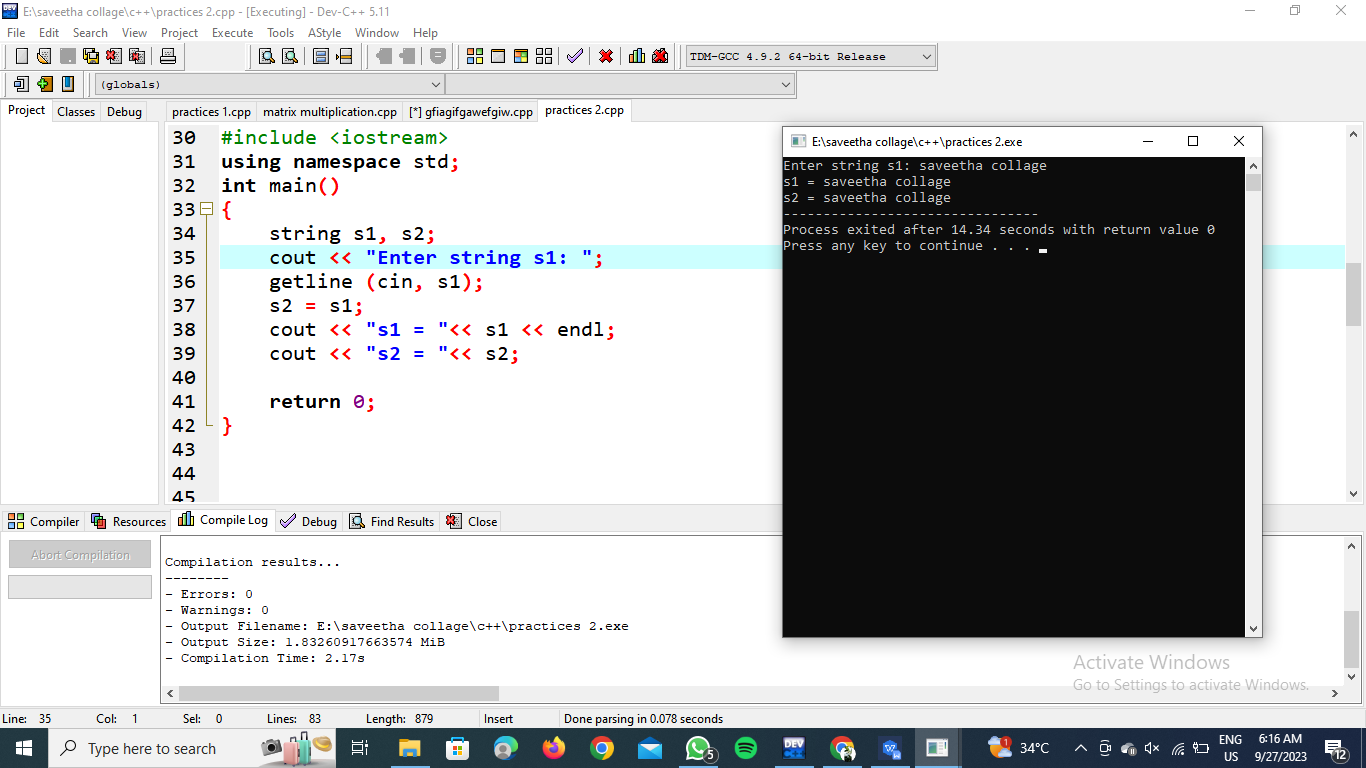 E:\saveetha collage\c++\practices 2.cpp - [Executing] - Dev-C++ 5.11
File Edit Search View Project Execute Tools AStyle Window Help
TDM-GCC 4.9.2 64-bit Release
(globals)
Project Classes Debug
practices 1.cpp matrix multiplication.cpp [*] gfiagifgawefgiw.cpp practices 2.cpp
30 #include <iostream>
31 using namespace std;
32 int main()
33 {
34 string s1, s2;
35 cout << "Enter string s1: ";
36 getline (cin, s1);
37 s2 = s1;
38 cout << "s1 = "<< s1 << endl;
39 cout << "s2 = "<< s2;
40
41 return 0;
42 }
43
44
45
E:\saveetha collage\c++\practices 2.exe
Enter string s1: saveetha collage
s1 = saveetha collage
s2 = saveetha collage
--------------------------------
Process exited after 14.34 seconds with return value 0
Press any key to continue . . .
Compiler Resources Compile Log Debug Find Results Close
Abort Compilation
Compilation results...
--------
- Errors: 0
- Warnings: 0
- Output Filename: E:\saveetha collage\c++\practices 2.exe
- Output Size: 1.83260917663574 MiB
- Compilation Time: 2.17s
Activate Windows
Go to Settings to activate Windows.
Line: 35 Col: 1 Sel: 0 Lines: 83 Length: 879 Insert Done parsing in 0.078 seconds
Type here to search
5
DEV
34°C
ENG
US
6:16 AM
9/27/2023
12